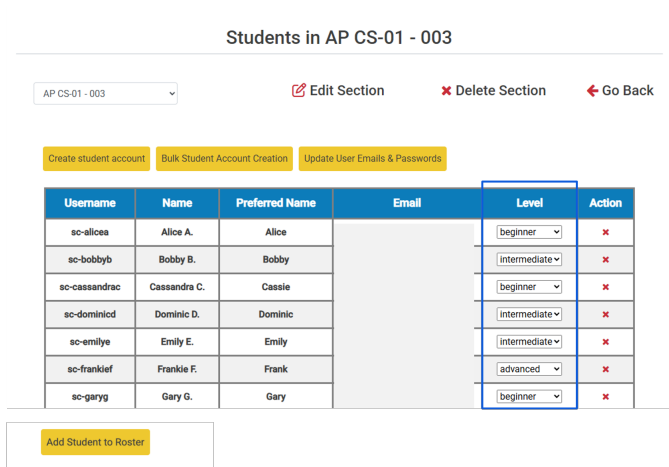 Students in AP CS-01 - 003
AP CS-01 - 003
Edit Section
Delete Section
Go Back
Create student account
Bulk Student Account Creation
Update User Emails & Passwords
Username Name Preferred Name Email Level Action
sc-alicea Alice A. Alice beginner
sc-bobbyb Bobby B. Bobby intermediate
sc-cassandrac Cassandra C. Cassie beginner
sc-dominicd Dominic D. Dominic intermediate
sc-emilye Emily E. Emily intermediate
sc-frankief Frankie F. Frank advanced
sc-garyg Gary G. Gary beginner
Add Student to Roster